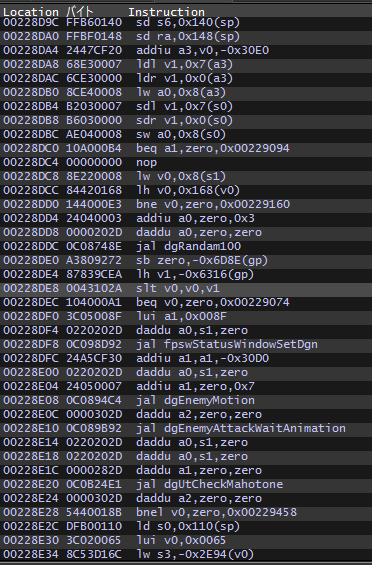 Location バイト Instruction
00228D9C FFB60140 sd s6,0x140(sp)
00228DA0 FFBF0148 sd ra,0x148(sp)
00228DA4 2447CF20 addiu a3,v0,-0x30E0
00228DA8 68E30007 ldl v1,0x7(a3)
00228DAC 6CE30000 ldr v1,0x0(a3)
00228DB0 8CE40008 lw a0,0x8(a3)
00228DB4 B2030007 sdl v1,0x7(s0)
00228DB8 B6030000 sdr v1,0x0(s0)
00228DBC AE040008 sw a0,0x8(s0)
00228DC0 10A000B4 beq a1,zero,0x00229094
00228DC4 00000000 nop
00228DC8 8E220008 lw v0,0x8(s1)
00228DCC 84420168 lh v0,0x168(v0)
00228DD0 144000E3 bne v0,zero,0x00229160
00228DD4 24040003 addiu a0,zero,0x3
00228DD8 0000202D daddu a0,zero,zero
00228DDC 0C08748E jal dgRandam100
00228DE0 A3809272 sb zero,-0x6D8E(gp)
00228DE4 87839CEA lh v1,-0x6316(gp)
00228DE8 0043102A slt v0,v0,v1
00228DEC 104000A1 beq v0,zero,0x00229074
00228DF0 3C05008F lui a1,0x008F
00228DF4 0220202D daddu a0,s1,zero
00228DF8 0C098D92 jal fpswStatusWindowSetDgn
00228DFC 24A5CF30 addiu a1,a1,-0x30D0
00228E00 0220202D daddu a0,s1,zero
00228E04 24050007 addiu a1,zero,0x7
00228E08 0C0894C4 jal dgEnemyMotion
00228E0C 0000302D daddu a2,zero,zero
00228E10 0C089B92 jal dgEnemyAttackWaitAnimation
00228E14 0220202D daddu a0,s1,zero
00228E18 0220202D daddu a0,s1,zero
00228E1C 0000282D daddu a1,zero,zero
00228E20 0C0B24E1 jal dgUtCheckMahotone
00228E24 0000302D daddu a2,zero,zero
00228E28 5440018B bnel v0,zero,0x00229458
00228E2C DFB00110 ld s0,0x110(sp)
00228E30 3C020065 lui v0,0x0065
00228E34 8C53D16C lw s3,-0x2E94(v0)